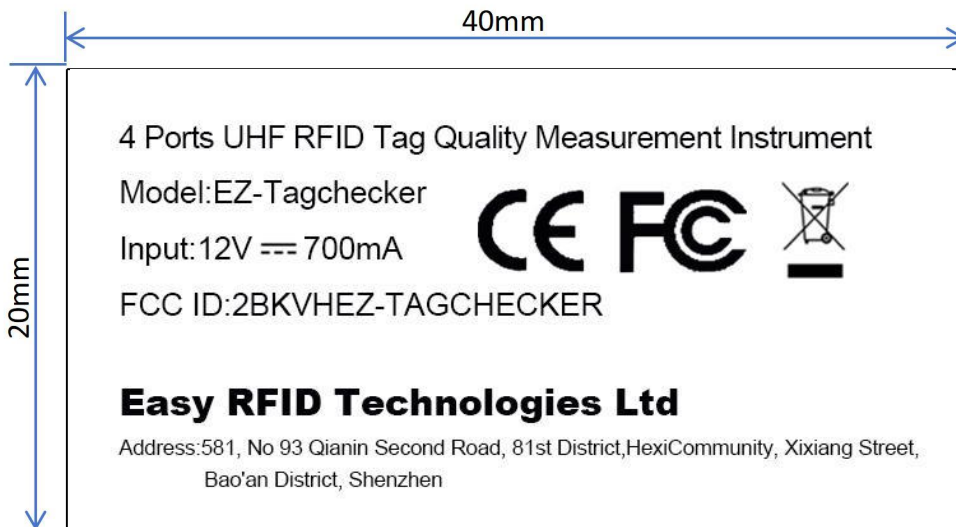 40mm
20mm
4 Ports UHF RFID Tag Quality Measurement Instrument
Model:EZ-Tagchecker
Input:12V ⎓ 700mA
CE FC
FCC ID:2BKVHEZ-TAGCHECKER
Easy RFID Technologies Ltd
Address:581, No 93 Qianin Second Road, 81st District,HexiCommunity, Xixiang Street,
Bao'an District, Shenzhen